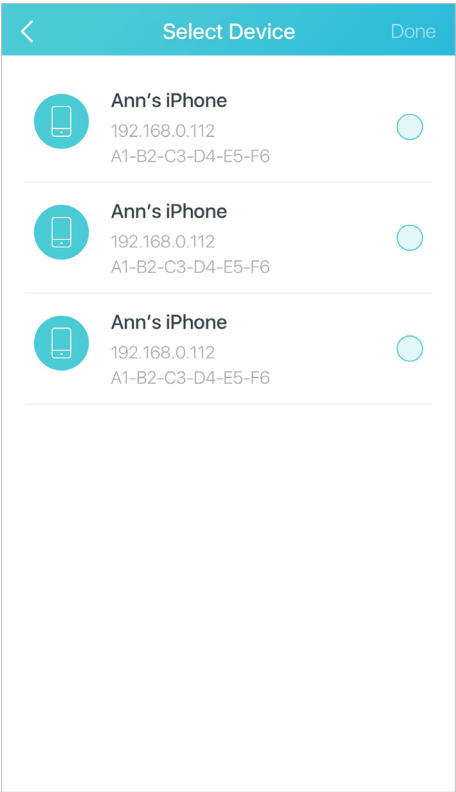 Select Device
Done
Ann's iPhone
192.168.0.112
A1-B2-C3-D4-E5-F6
Ann's iPhone
192.168.0.112
A1-B2-C3-D4-E5-F6
Ann's iPhone
192.168.0.112
A1-B2-C3-D4-E5-F6